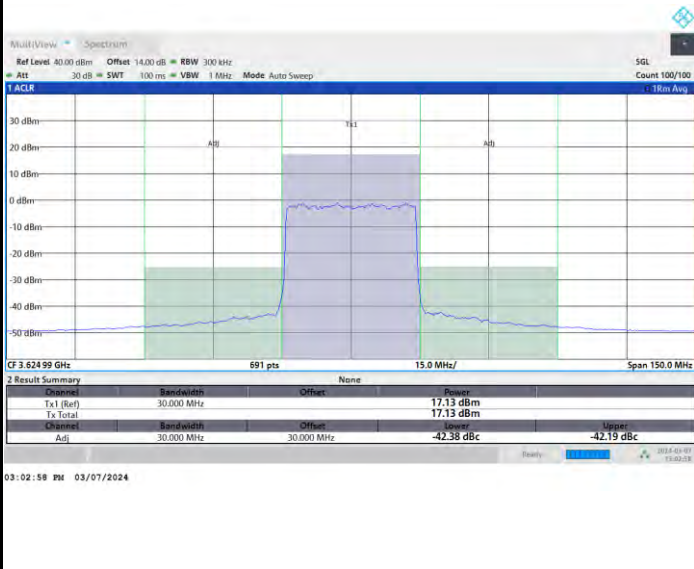 MultiView Spectrum
Ref Level 40.00 dBm Offset 14.00 dB RBW 300 kHz SGL
Att 30 dB SWT 100 ms VBW 1 MHz Mode Auto Sweep Count 100/100
1 ACLR 1Rm Avg
Tx1
Adj Adj
30 dBm
20 dBm
10 dBm
0 dBm
-10 dBm
-20 dBm
-30 dBm
-40 dBm
-50 dBm
CF 3.624 99 GHz 691 pts 15.0 MHz/ Span 150.0 MHz
2 Result Summary None
Channel Bandwidth Offset Power
Tx1 (Ref) 30.000 MHz 17.13 dBm
Tx Total 17.13 dBm
Channel Bandwidth Offset Lower Upper
Adj 30.000 MHz 30.000 MHz -42.38 dBc -42.19 dBc
Ready 2024-03-07
15:02:58
03:02:58 PM 03/07/2024